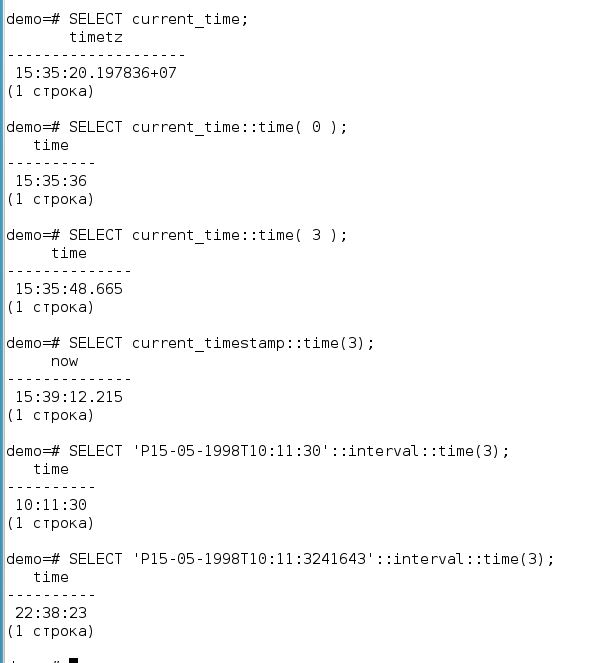 demo=# SELECT current_time;
timetz
--------------------
15:35:20.197836+07
(1 строка)
demo=# SELECT current_time::time( 0 );
time
----------
15:35:36
(1 строка)
demo=# SELECT current_time::time( 3 );
time
--------------
15:35:48.665
(1 строка)
demo=# SELECT current_timestamp::time(3);
now
--------------
15:39:12.215
(1 строка)
demo=# SELECT 'P15-05-1998T10:11:30'::interval::time(3);
time
----------
10:11:30
(1 строка)
demo=# SELECT 'P15-05-1998T10:11:3241643'::interval::time(3);
time
----------
22:38:23
(1 строка)